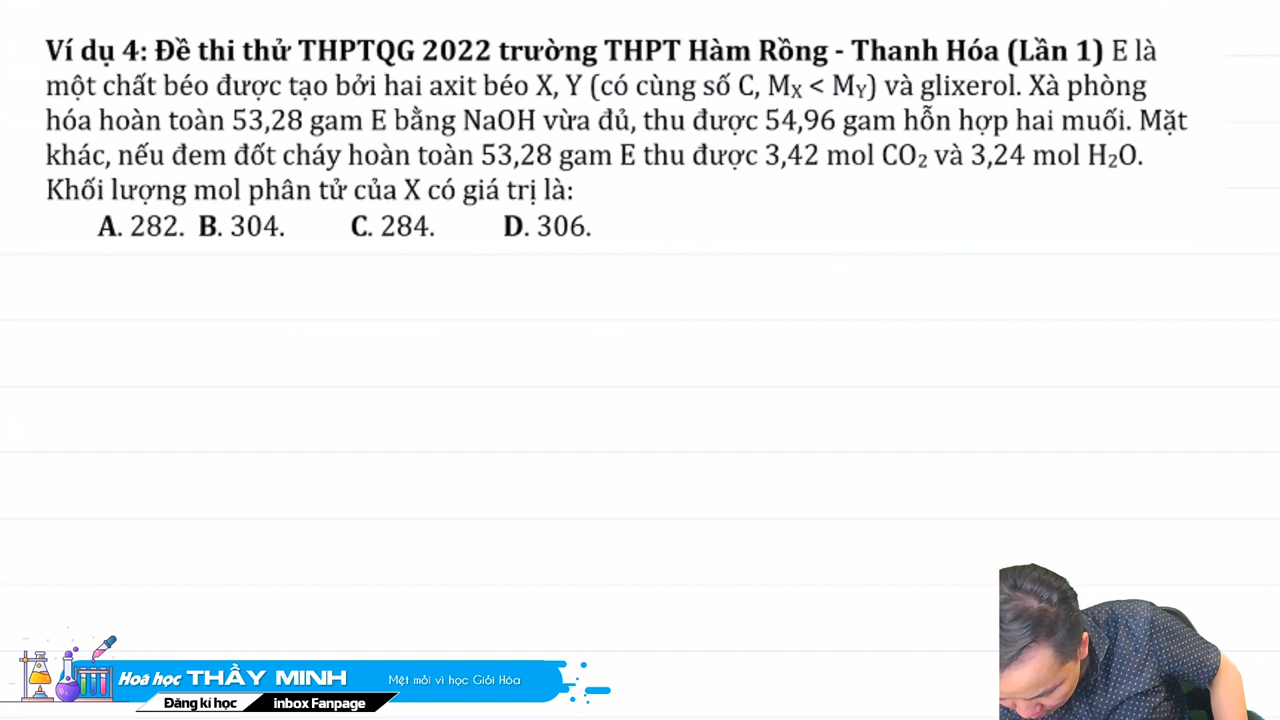 Ví dụ 4: Đề thi thử THPTQG 2022 trường THPT Hàm Rồng - Thanh Hóa (Lần 1) E là
một chất béo được tạo bởi hai axit béo X, Y (có cùng số C, Mₓ < Mᵧ) và glixerol. Xà phòng
hóa hoàn toàn 53,28 gam E bằng NaOH vừa đủ, thu được 54,96 gam hỗn hợp hai muối. Mặt
khác, nếu đem đốt cháy hoàn toàn 53,28 gam E thu được 3,42 mol CO₂ và 3,24 mol H₂O.
Khối lượng mol phân tử của X có giá trị là:
A. 282. B. 304. C. 284. D. 306.
Hoá học THẦY MINH
Mệt mỏi vì học Giỏi Hóa
Đăng kí học inbox Fanpage